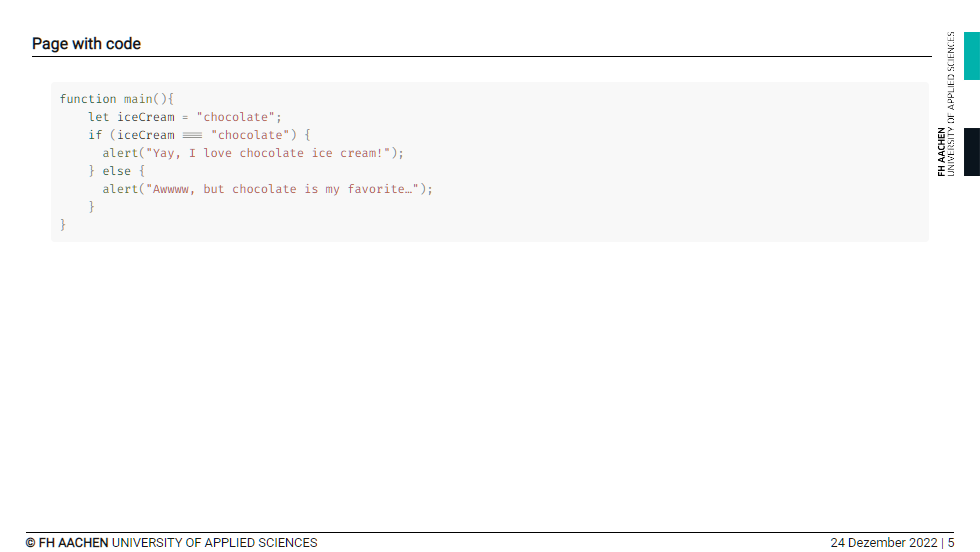 Page with code
function main(){
    let iceCream = "chocolate";
    if (iceCream === "chocolate") {
      alert("Yay, I love chocolate ice cream!");
    } else {
      alert("Awwww, but chocolate is my favorite…");
    }
}
FH AACHEN
UNIVERSITY OF APPLIED SCIENCES
© FH AACHEN UNIVERSITY OF APPLIED SCIENCES
24 Dezember 2022 | 5